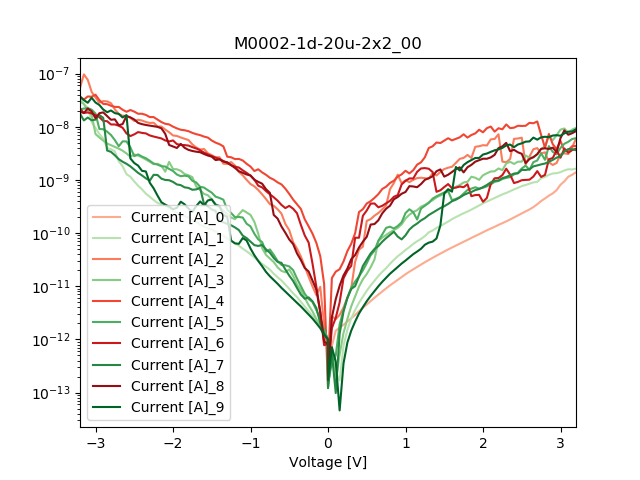 M0002-1d-20u-2x2_00
10⁻⁷
10⁻⁸
10⁻⁹
10⁻¹⁰
10⁻¹¹
10⁻¹²
10⁻¹³
Current [A]_0
Current [A]_1
Current [A]_2
Current [A]_3
Current [A]_4
Current [A]_5
Current [A]_6
Current [A]_7
Current [A]_8
Current [A]_9
−3 −2 −1 0 1 2 3
Voltage [V]